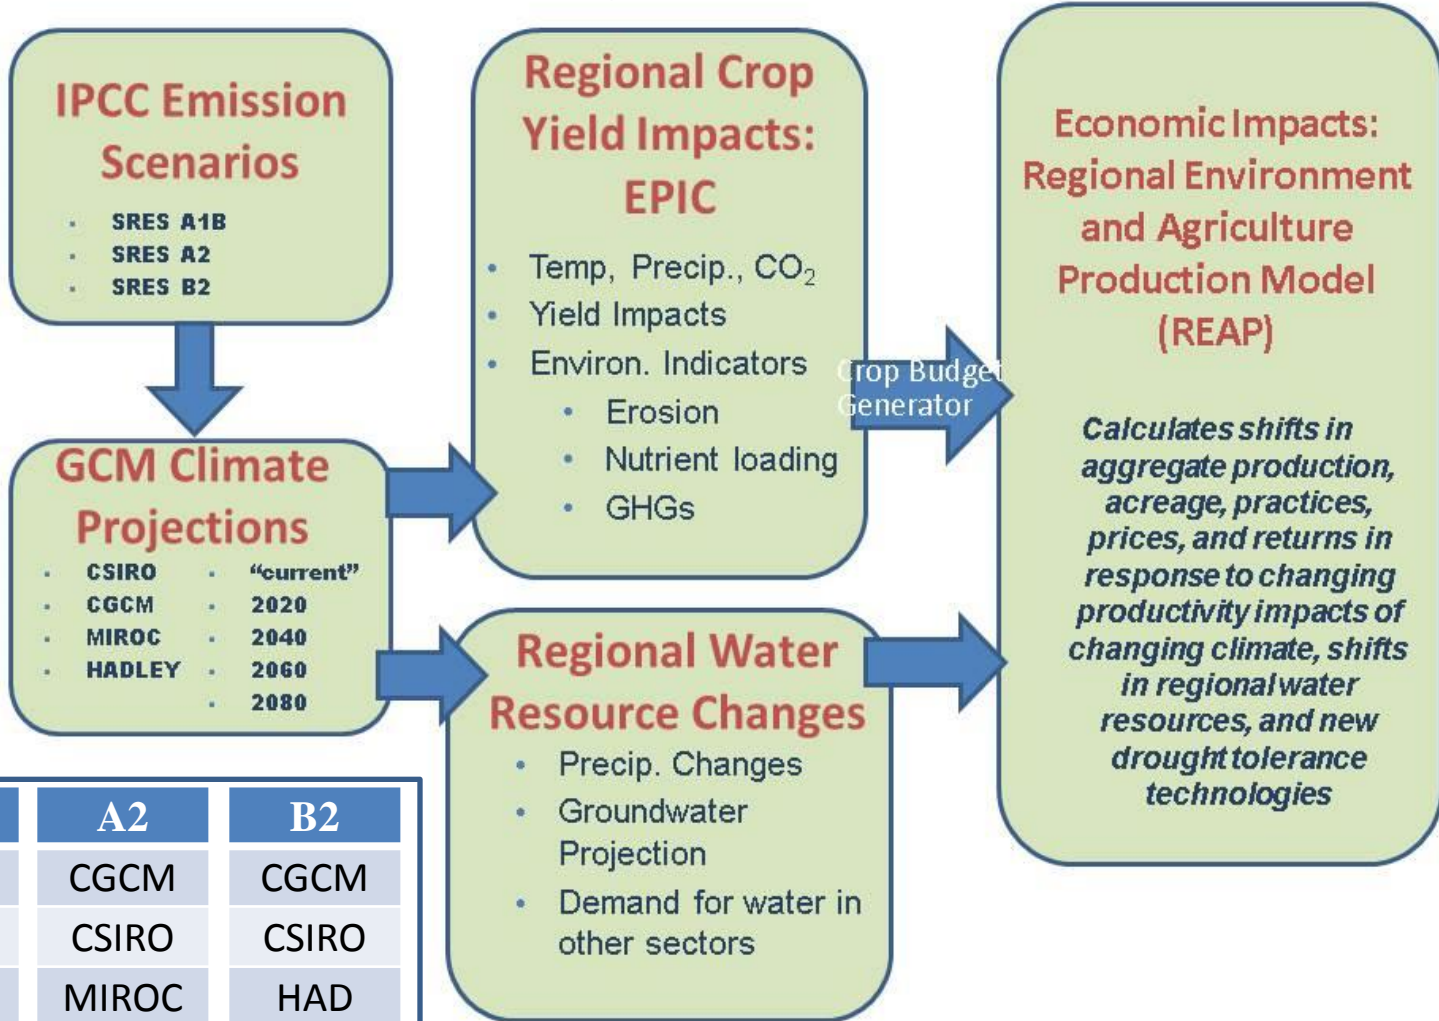 IPCC Emission
Scenarios
• SRES A1B
• SRES A2
• SRES B2
GCM Climate
Projections
• CSIRO • “current”
• CGCM • 2020
• MIROC • 2040
• HADLEY • 2060
• 2080
Regional Crop
Yield Impacts:
EPIC
• Temp, Precip., CO₂
• Yield Impacts
• Environ. Indicators
• Erosion
• Nutrient loading
• GHGs
Crop Budget
Generator
Regional Water
Resource Changes
• Precip. Changes
• Groundwater
Projection
• Demand for water in
other sectors
Economic Impacts:
Regional Environment
and Agriculture
Production Model
(REAP)
Calculates shifts in
aggregate production,
acreage, practices,
prices, and returns in
response to changing
productivity impacts of
changing climate, shifts
in regional water
resources, and new
drought tolerance
technologies
A2 B2
CGCM CGCM
CSIRO CSIRO
MIROC HAD